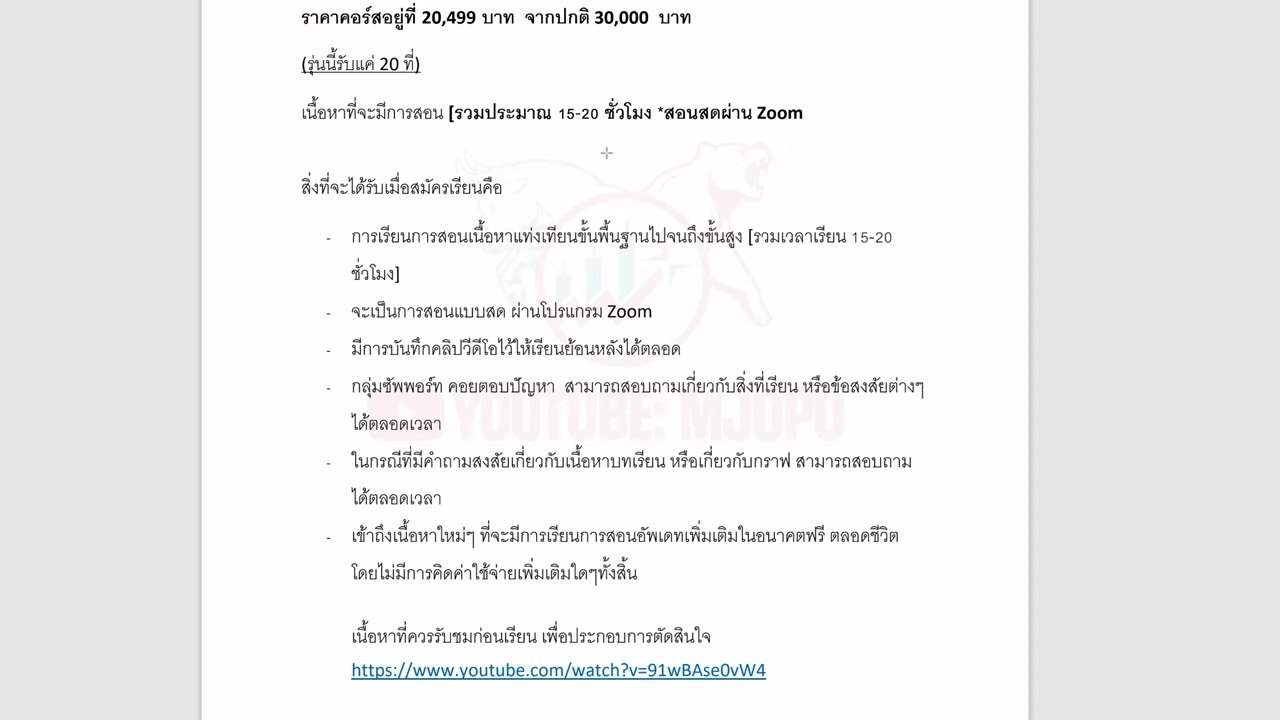 ราคาคอร์สอยู่ที่ 20,499 บาท จากปกติ 30,000 บาท
(รุ่นนี้รับแค่ 20 ที่)
เนื้อหาที่จะมีการสอน [รวมประมาณ 15-20 ชั่วโมง *สอนสดผ่าน Zoom
สิ่งที่จะได้รับเมื่อสมัครเรียนคือ
- การเรียนการสอนเนื้อหาแท่งเทียนขั้นพื้นฐานไปจนถึงขั้นสูง [รวมเวลาเรียน 15-20
ชั่วโมง]
- จะเป็นการสอนแบบสด ผ่านโปรแกรม Zoom
- มีการบันทึกคลิปวีดีโอไว้ให้เรียนย้อนหลังได้ตลอด
- กลุ่มซัพพอร์ท คอยตอบปัญหา สามารถสอบถามเกี่ยวกับสิ่งที่เรียน หรือข้อสงสัยต่างๆ
YOUTUBE: MJOPU
ได้ตลอดเวลา
- ในกรณีที่มีคำถามสงสัยเกี่ยวกับเนื้อหาบทเรียน หรือเกี่ยวกับกราฟ สามารถสอบถาม
ได้ตลอดเวลา
- เข้าถึงเนื้อหาใหม่ๆ ที่จะมีการเรียนการสอนอัพเดทเพิ่มเติมในอนาคตฟรี ตลอดชีวิต
โดยไม่มีการคิดค่าใช้จ่ายเพิ่มเติมใดๆทั้งสิ้น
เนื้อหาที่ควรรับชมก่อนเรียน เพื่อประกอบการตัดสินใจ
https://www.youtube.com/watch?v=91wBAse0vW4